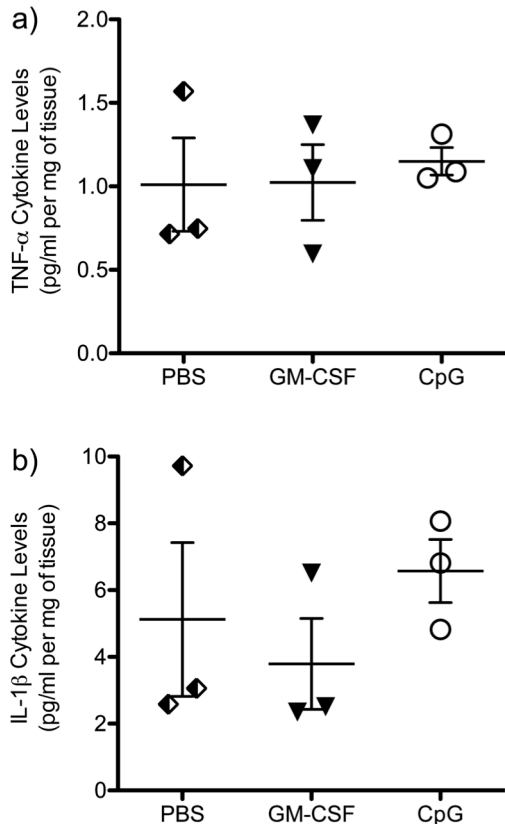 a)
TNF-α Cytokine Levels
(pg/ml per mg of tissue)
2.0
1.5
1.0
0.5
0.0
PBS GM-CSF CpG
b)
IL-1β Cytokine Levels
(pg/ml per mg of tissue)
10
8
6
4
2
0
PBS GM-CSF CpG